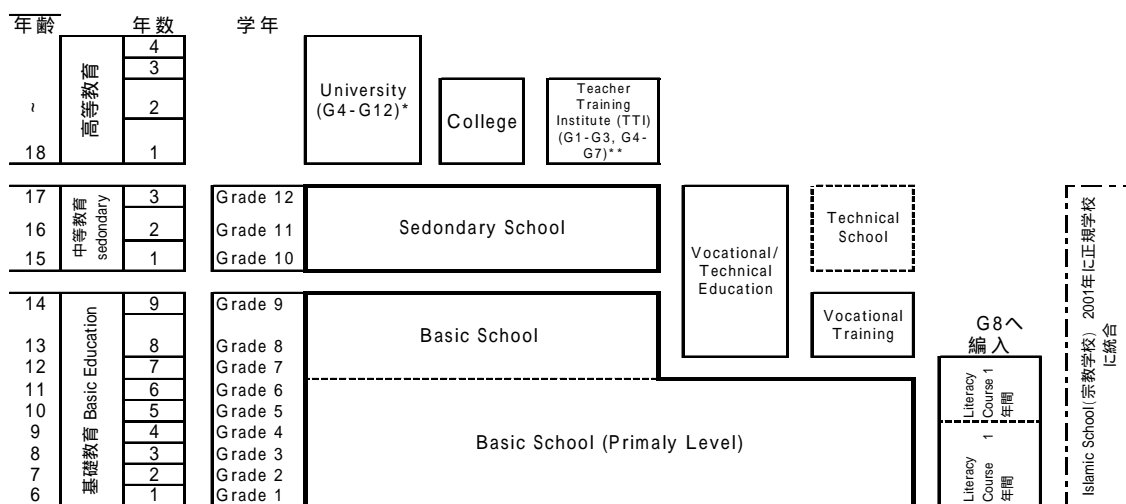 年齢 年数 学年
4
3
~ 2
18 1
高等教育
University
(G4-G12)*
College
Teacher
Training
Institute (TTI)
(G1-G3, G4-
G7)**
17 3 Grade 12
16 2 Grade 11
15 1 Grade 10
中等教育
sedondary
Sedondary School
Vocational/
Technical
Education
Technical
School
14 9 Grade 9
13 8 Grade 8
12 7 Grade 7
11 6 Grade 6
10 5 Grade 5
9 4 Grade 4
8 3 Grade 3
7 2 Grade 2
6 1 Grade 1
基礎教育 Basic Education
Basic School
Vocational
Training
Basic School (Primaly Level)
G8へ
編入
Literacy
Course 1
年間
Literacy
Course 1
年間
Islamic School(宗教学校) 2001年に正規学校
に統合